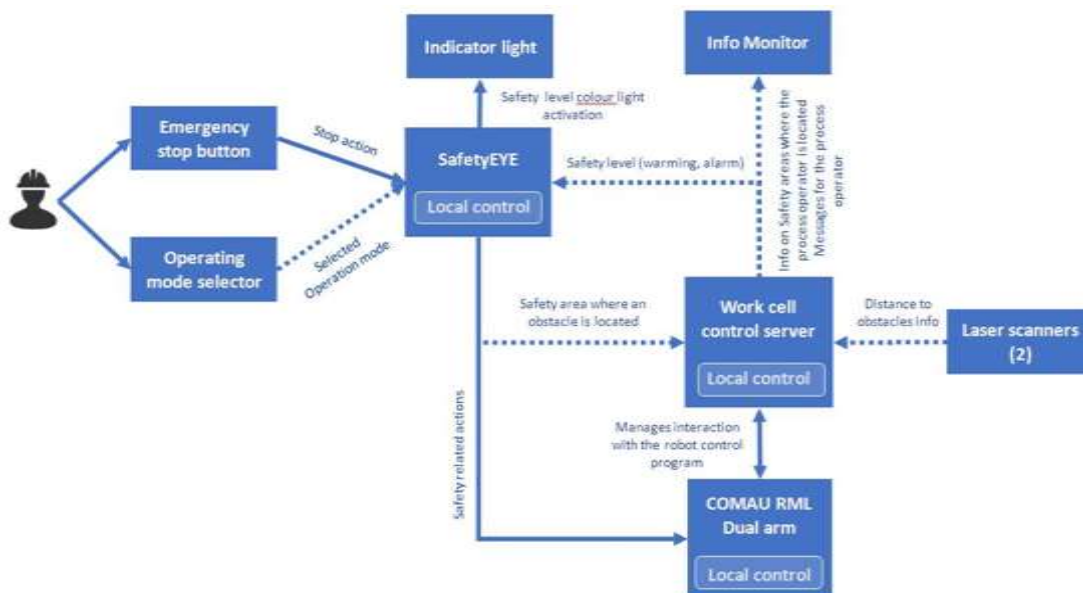 Indicator light
Info Monitor
Safety level colour light
activation
Emergency
stop button
Stop action
SafetyEYE
Local control
Safety level (warming, alarm)
Info on Safety areas where the
process operator is located
Messages for the process
operator
Operating
mode selector
Selected
Operation mode
Safety area where an
obstacle is located
Work cell
control server
Local control
Distance to
obstacles info
Laser scanners
(2)
Safety related actions
Manages interaction
with the robot control
program
COMAU RML
Dual arm
Local control